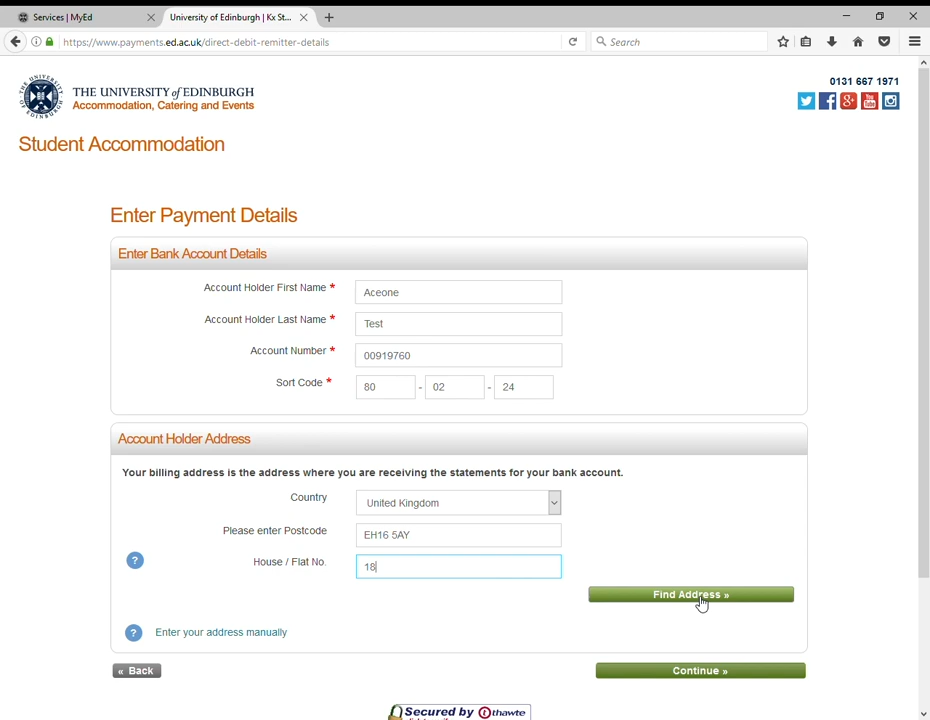 Services | MyEd
University of Edinburgh | Kx St...
https://www.payments.ed.ac.uk/direct-debit-remitter-details
Search
THE UNIVERSITY of EDINBURGH
Accommodation, Catering and Events
0131 667 1971
Student Accommodation
Enter Payment Details
Enter Bank Account Details
Account Holder First Name *
Aceone
Account Holder Last Name *
Test
Account Number *
00919760
Sort Code *
80 - 02 - 24
Account Holder Address
Your billing address is the address where you are receiving the statements for your bank account.
Country
United Kingdom
Please enter Postcode
EH16 5AY
? House / Flat No.
18
Find Address »
? Enter your address manually
« Back
Continue »
Secured by thawte